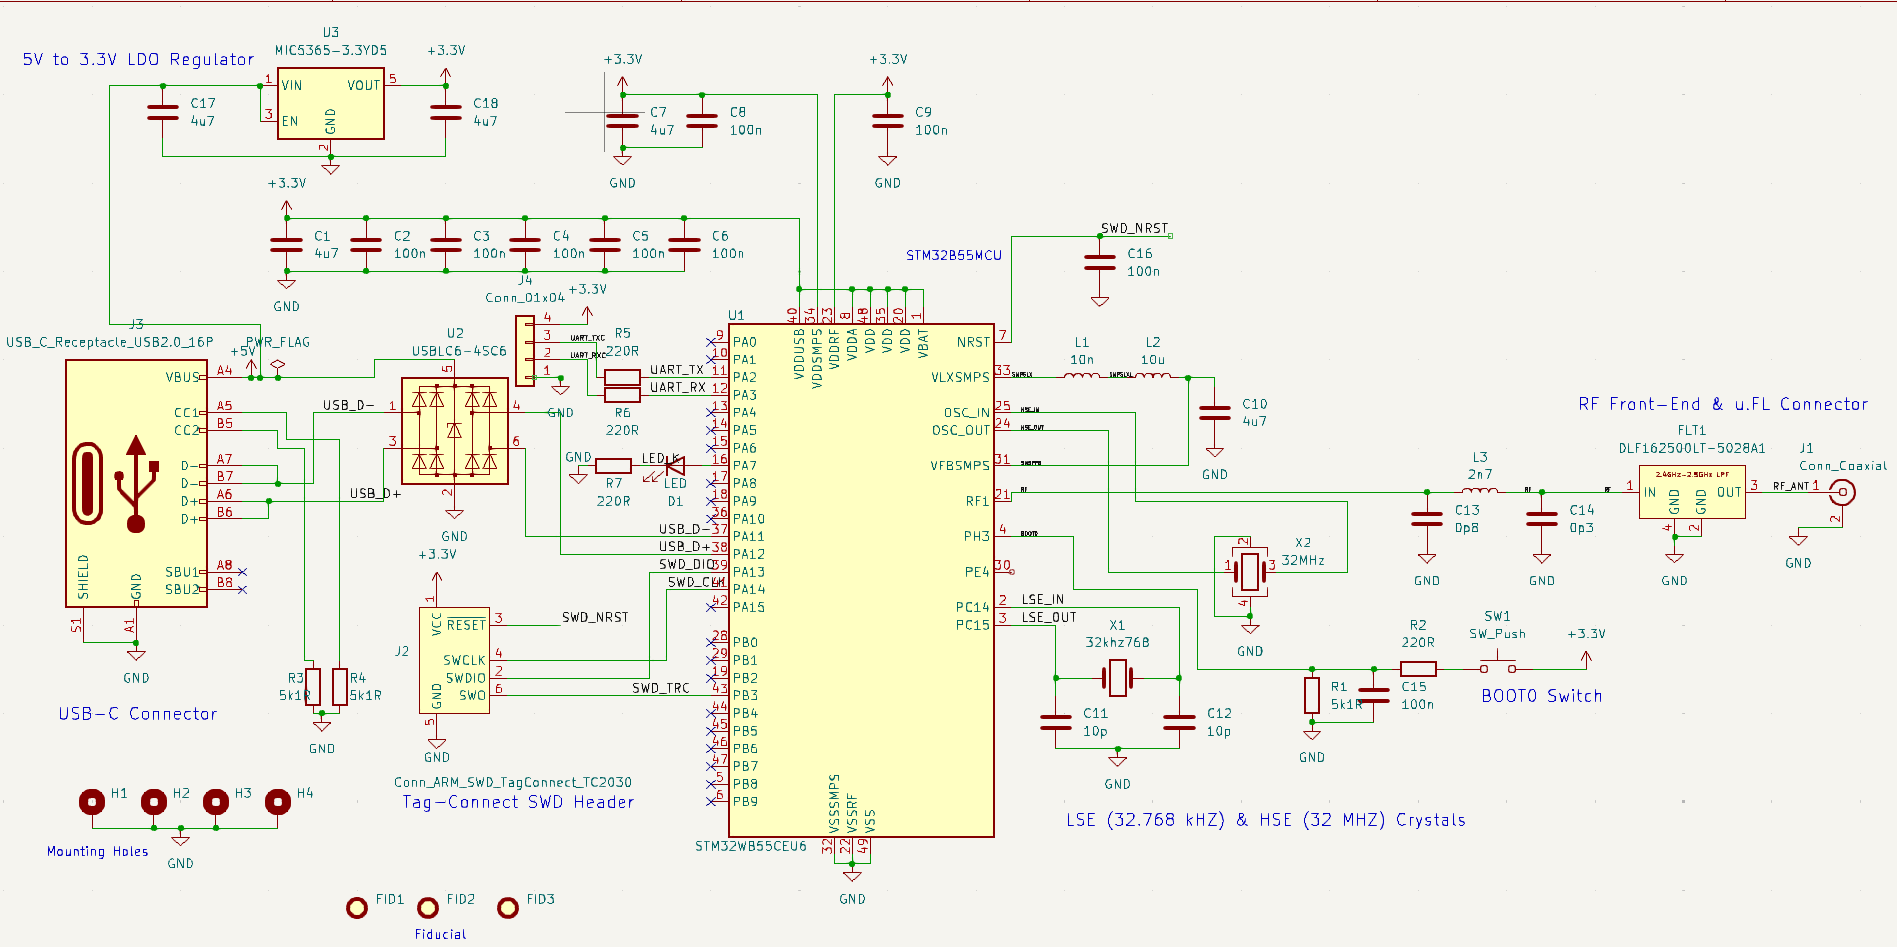 5V to 3.3V LDO Regulator
U3
MIC5365-3.3YD5
+3.3V
1
VIN
VOUT
5
3
EN
GND
2
C17
4u7
C18
4u7
+3.3V
C7
4u7
C8
100n
GND
+3.3V
C9
100n
GND
+3.3V
C1
4u7
C2
100n
C3
100n
C4
100n
C5
100n
C6
100n
GND
J4
Conn_01x04
+3.3V
4
3
2
1
UART_TXC
UART_RXC
GND
R5
220R
R6
220R
UART_TX
UART_RX
J3
USB_C_Receptacle_USB2.0_16P
+5V
PWR_FLAG
VBUS
A4
CC1
A5
CC2
B5
D-
A7
D-
B7
D+
A6
D+
B6
SBU1
A8
SBU2
B8
SHIELD
GND
S1
A1
GND
USB-C Connector
USB_D-
USB_D+
U2
USBLC6-4SC6
5
1
4
3
6
2
GND
R3
5k1R
R4
5k1R
GND
GND
R7
220R
LED_K
LED
D1
USB_D-
USB_D+
SWD_DIO
SWD_CLK
+3.3V
J2
1
VCC
RESET
3
SWCLK
4
SWDIO
2
SWO
6
GND
5
GND
SWD_NRST
SWD_TRC
Conn_ARM_SWD_TagConnect_TC2030
Tag-Connect SWD Header
H1
H2
H3
H4
Mounting Holes
GND
FID1
FID2
FID3
Fiducial
STM32B55MCU
U1
40
34
23
8
48
35
20
1
VDDUSB
VDDSMPS
VDDRF
VDDA
VDD
VDD
VDD
VBAT
9
PA0
10
PA1
11
PA2
12
PA3
13
PA4
14
PA5
15
PA6
16
PA7
17
PA8
18
PA9
36
PA10
37
PA11
38
PA12
39
PA13
41
PA14
42
PA15
28
PB0
29
PB1
19
PB2
43
PB3
44
PB4
45
PB5
46
PB6
47
PB7
5
PB8
6
PB9
NRST
7
VLXSMPS
33
OSC_IN
25
OSC_OUT
24
VFBSMPS
31
RF1
21
PH3
4
PE4
30
PC14
2
PC15
3
VSSSMPS
VSSRF
VSS
32
22
49
GND
STM32WB55CEU6
SWD_NRST
C16
100n
L1
10n
L2
10u
SMPSLX
SMPSLXL
C10
4u7
GND
HSE_IN
HSE_OUT
RF
BOOT0
LSE_IN
LSE_OUT
X2
32MHz
1
2
3
4
GND
X1
32khz768
C11
10p
C12
10p
GND
LSE (32.768 kHZ) & HSE (32 MHZ) Crystals
RF Front-End & u.FL Connector
FLT1
DLF162500LT-5028A1
2.4GHz-2.5GHz LPF
1
IN
OUT
3
GND
GND
4
2
GND
L3
2n7
RF
RF
C13
0p8
GND
C14
0p3
GND
RF_ANT
J1
Conn_Coaxial
1
2
GND
SW1
SW_Push
+3.3V
R2
220R
R1
5k1R
C15
100n
GND
BOOT0 Switch